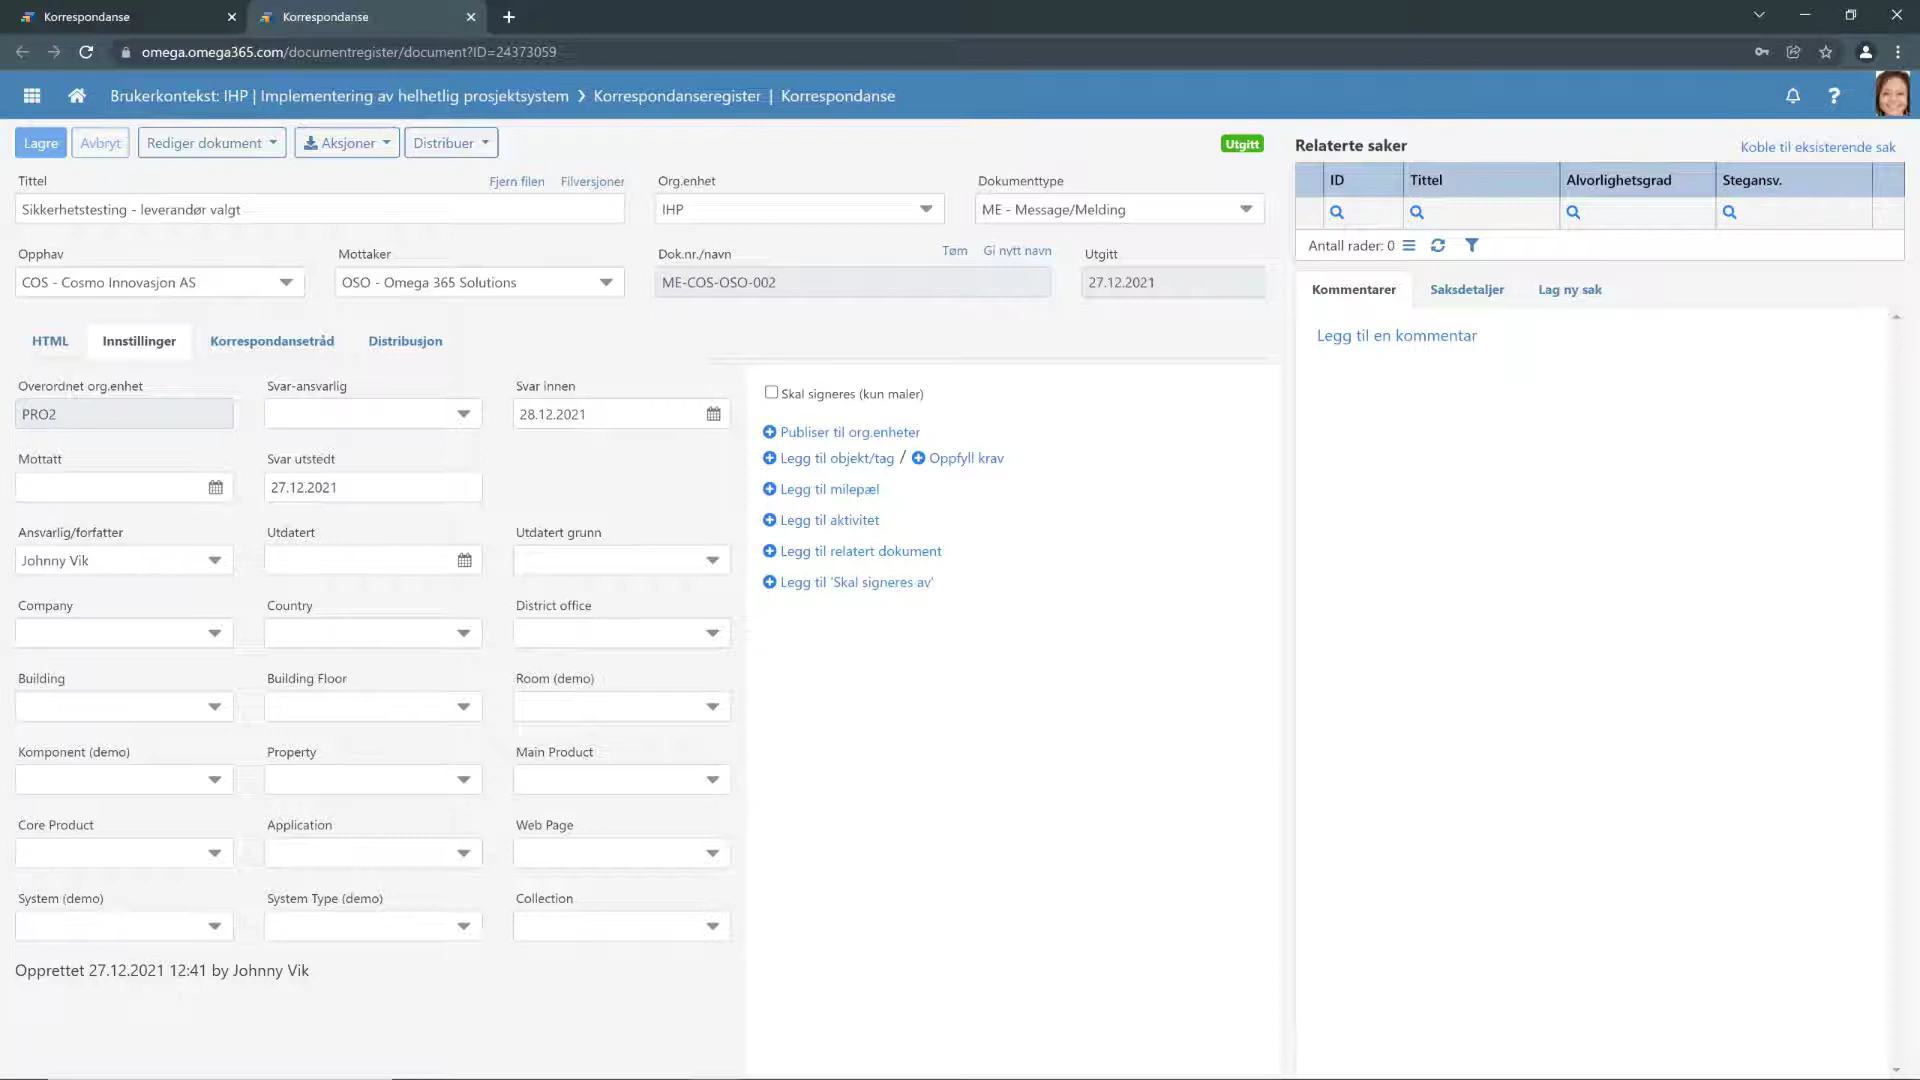 Korrespondanse
Korrespondanse
omega.omega365.com/documentregister/document?ID=24373059
Brukerkontekst: IHP | Implementering av helhetlig prosjektsystem ❯ Korrespondanseregister | Korrespondanse
Lagre Avbryt Rediger dokument Aksjoner Distribuer Utgitt
Tittel Fjern filen Filversjoner Org.enhet Dokumenttype
Sikkerhetstesting - leverandør valgt IHP ME - Message/Melding
Opphav Mottaker Dok.nr./navn Tøm Gi nytt navn Utgitt
COS - Cosmo Innovasjon AS OSO - Omega 365 Solutions ME-COS-OSO-002 27.12.2021
HTML Innstillinger Korrespondansetråd Distribusjon
Overordnet org.enhet Svar-ansvarlig Svar innen
PRO2 28.12.2021
Mottatt Svar utstedt
27.12.2021
Ansvarlig/forfatter Utdatert Utdatert grunn
Johnny Vik
Company Country District office
Building Building Floor Room (demo)
Komponent (demo) Property Main Product
Core Product Application Web Page
System (demo) System Type (demo) Collection
Opprettet 27.12.2021 12:41 by Johnny Vik
Skal signeres (kun maler)
Publiser til org.enheter
Legg til objekt/tag / Oppfyll krav
Legg til milepæl
Legg til aktivitet
Legg til relatert dokument
Legg til 'Skal signeres av'
Relaterte saker Koble til eksisterende sak
ID Tittel Alvorlighetsgrad Stegansv.
Antall rader: 0
Kommentarer Saksdetaljer Lag ny sak
Legg til en kommentar